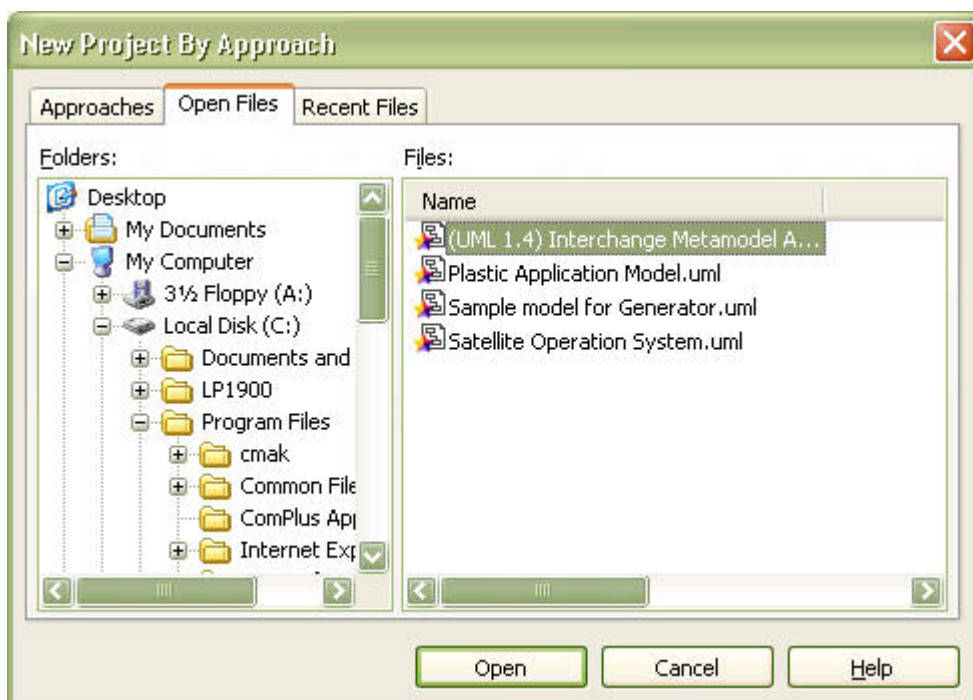 New Project By Approach
Approaches Open Files Recent Files
Folders:
Desktop
My Documents
My Computer
3½ Floppy (A:)
Local Disk (C:)
Documents and
LP1900
Program Files
cmak
Common File
ComPlus App
Internet Exp
Files:
Name
(UML 1.4) Interchange Metamodel A...
Plastic Application Model.uml
Sample model for Generator.uml
Satellite Operation System.uml
Open Cancel Help